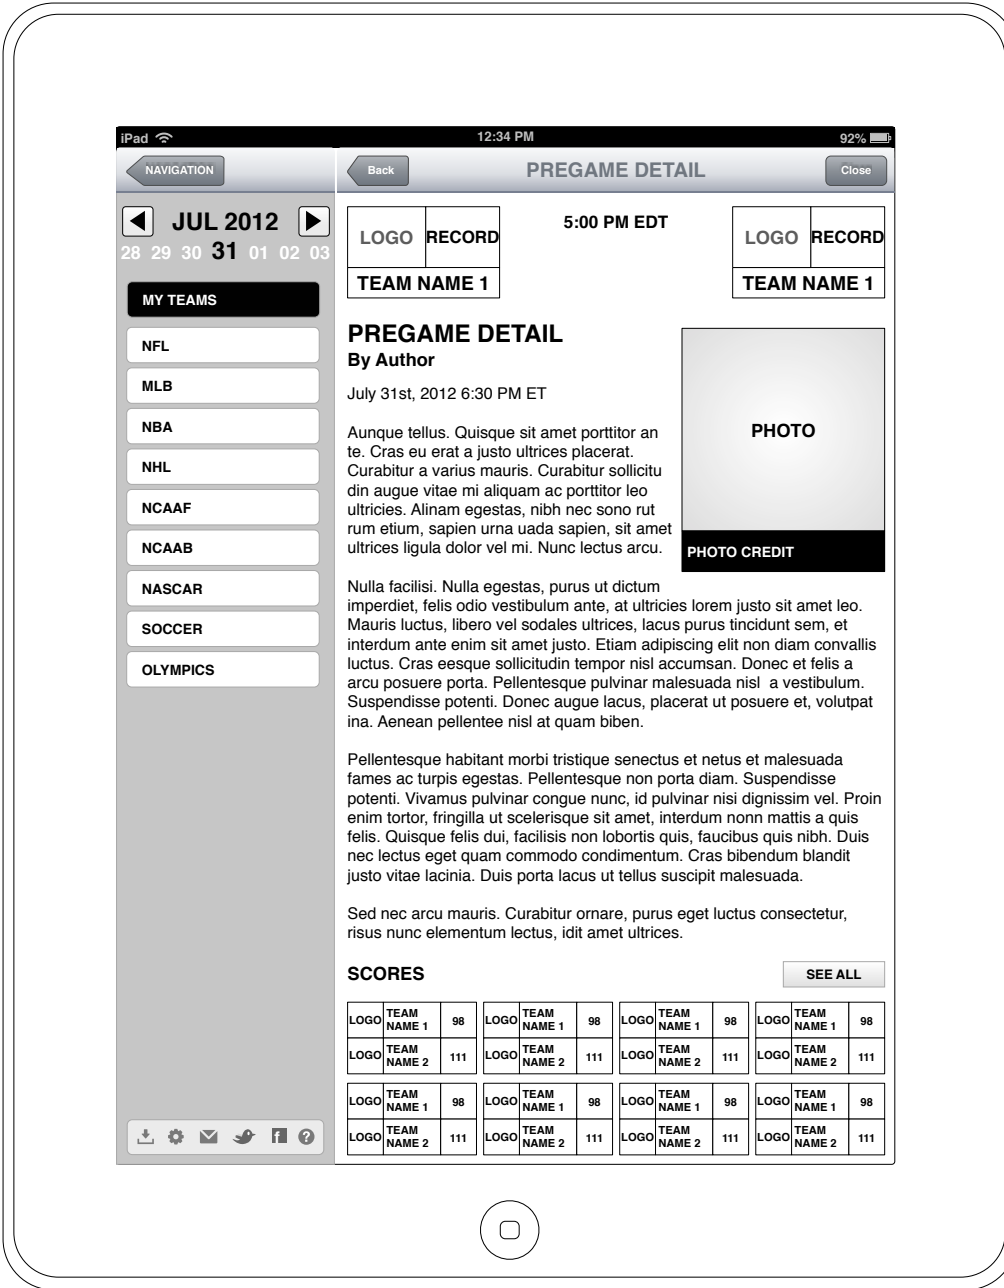 iPad 12:34 PM 92%
NAVIGATION
Back PREGAME DETAIL Close
JUL 2012
28 29 30 31 01 02 03
MY TEAMS
NFL
MLB
NBA
NHL
NCAAF
NCAAB
NASCAR
SOCCER
OLYMPICS
LOGO RECORD
TEAM NAME 1
5:00 PM EDT
LOGO RECORD
TEAM NAME 1
PREGAME DETAIL
By Author
July 31st, 2012 6:30 PM ET
PHOTO
PHOTO CREDIT
Aunque tellus. Quisque sit amet porttitor an
te. Cras eu erat a justo ultrices placerat.
Curabitur a varius mauris. Curabitur sollicitu
din augue vitae mi aliquam ac porttitor leo
ultricies. Alinam egestas, nibh nec sono rut
rum etium, sapien urna uada sapien, sit amet
ultrices ligula dolor vel mi. Nunc lectus arcu.
Nulla facilisi. Nulla egestas, purus ut dictum
imperdiet, felis odio vestibulum ante, at ultricies lorem justo sit amet leo.
Mauris luctus, libero vel sodales ultrices, lacus purus tincidunt sem, et
interdum ante enim sit amet justo. Etiam adipiscing elit non diam convallis
luctus. Cras eesque sollicitudin tempor nisl accumsan. Donec et felis a
arcu posuere porta. Pellentesque pulvinar malesuada nisl  a vestibulum.
Suspendisse potenti. Donec augue lacus, placerat ut posuere et, volutpat
ina. Aenean pellentee nisl at quam biben.
Pellentesque habitant morbi tristique senectus et netus et malesuada
fames ac turpis egestas. Pellentesque non porta diam. Suspendisse
potenti. Vivamus pulvinar congue nunc, id pulvinar nisi dignissim vel. Proin
enim tortor, fringilla ut scelerisque sit amet, interdum nonn mattis a quis
felis. Quisque felis dui, facilisis non lobortis quis, faucibus quis nibh. Duis
nec lectus eget quam commodo condimentum. Cras bibendum blandit
justo vitae lacinia. Duis porta lacus ut tellus suscipit malesuada.
Sed nec arcu mauris. Curabitur ornare, purus eget luctus consectetur,
risus nunc elementum lectus, idit amet ultrices.
SCORES SEE ALL
LOGO TEAM NAME 1 98 LOGO TEAM NAME 1 98 LOGO TEAM NAME 1 98 LOGO TEAM NAME 1 98
LOGO TEAM NAME 2 111 LOGO TEAM NAME 2 111 LOGO TEAM NAME 2 111 LOGO TEAM NAME 2 111
LOGO TEAM NAME 1 98 LOGO TEAM NAME 1 98 LOGO TEAM NAME 1 98 LOGO TEAM NAME 1 98
LOGO TEAM NAME 2 111 LOGO TEAM NAME 2 111 LOGO TEAM NAME 2 111 LOGO TEAM NAME 2 111